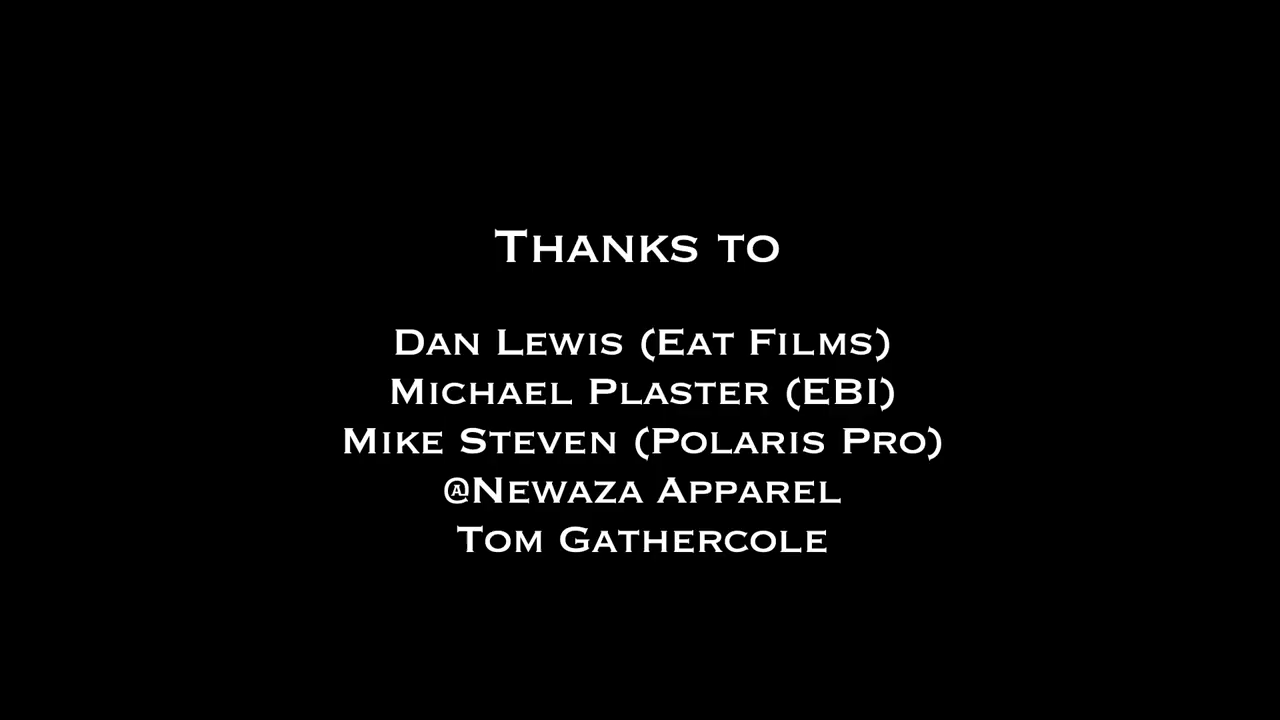 Thanks to
Dan Lewis (Eat Films)
Michael Plaster (EBI)
Mike Steven (Polaris Pro)
@Newaza Apparel
Tom Gathercole